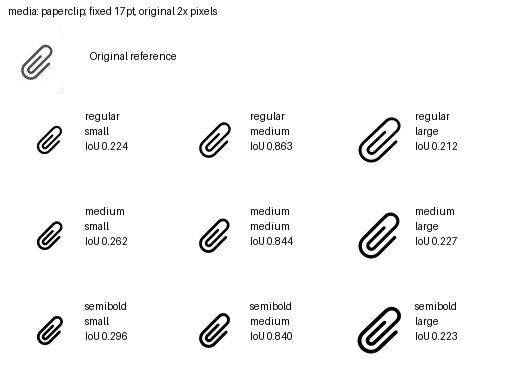 media: paperclip; fixed 17pt, original 2x pixels
Original reference
regular
small
IoU 0.224
regular
medium
IoU 0.863
regular
large
IoU 0.212
medium
small
IoU 0.262
medium
medium
IoU 0.844
medium
large
IoU 0.227
semibold
small
IoU 0.296
semibold
medium
IoU 0.840
semibold
large
IoU 0.223